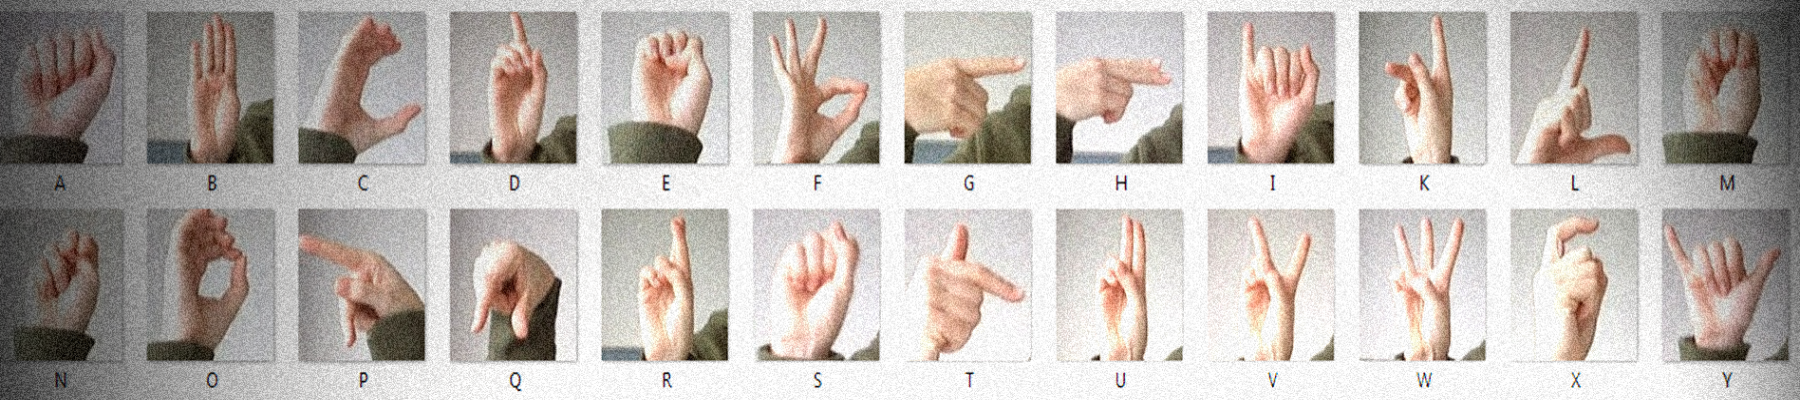 A B C D E F G H I K L M
N O P Q R S T U V W X Y